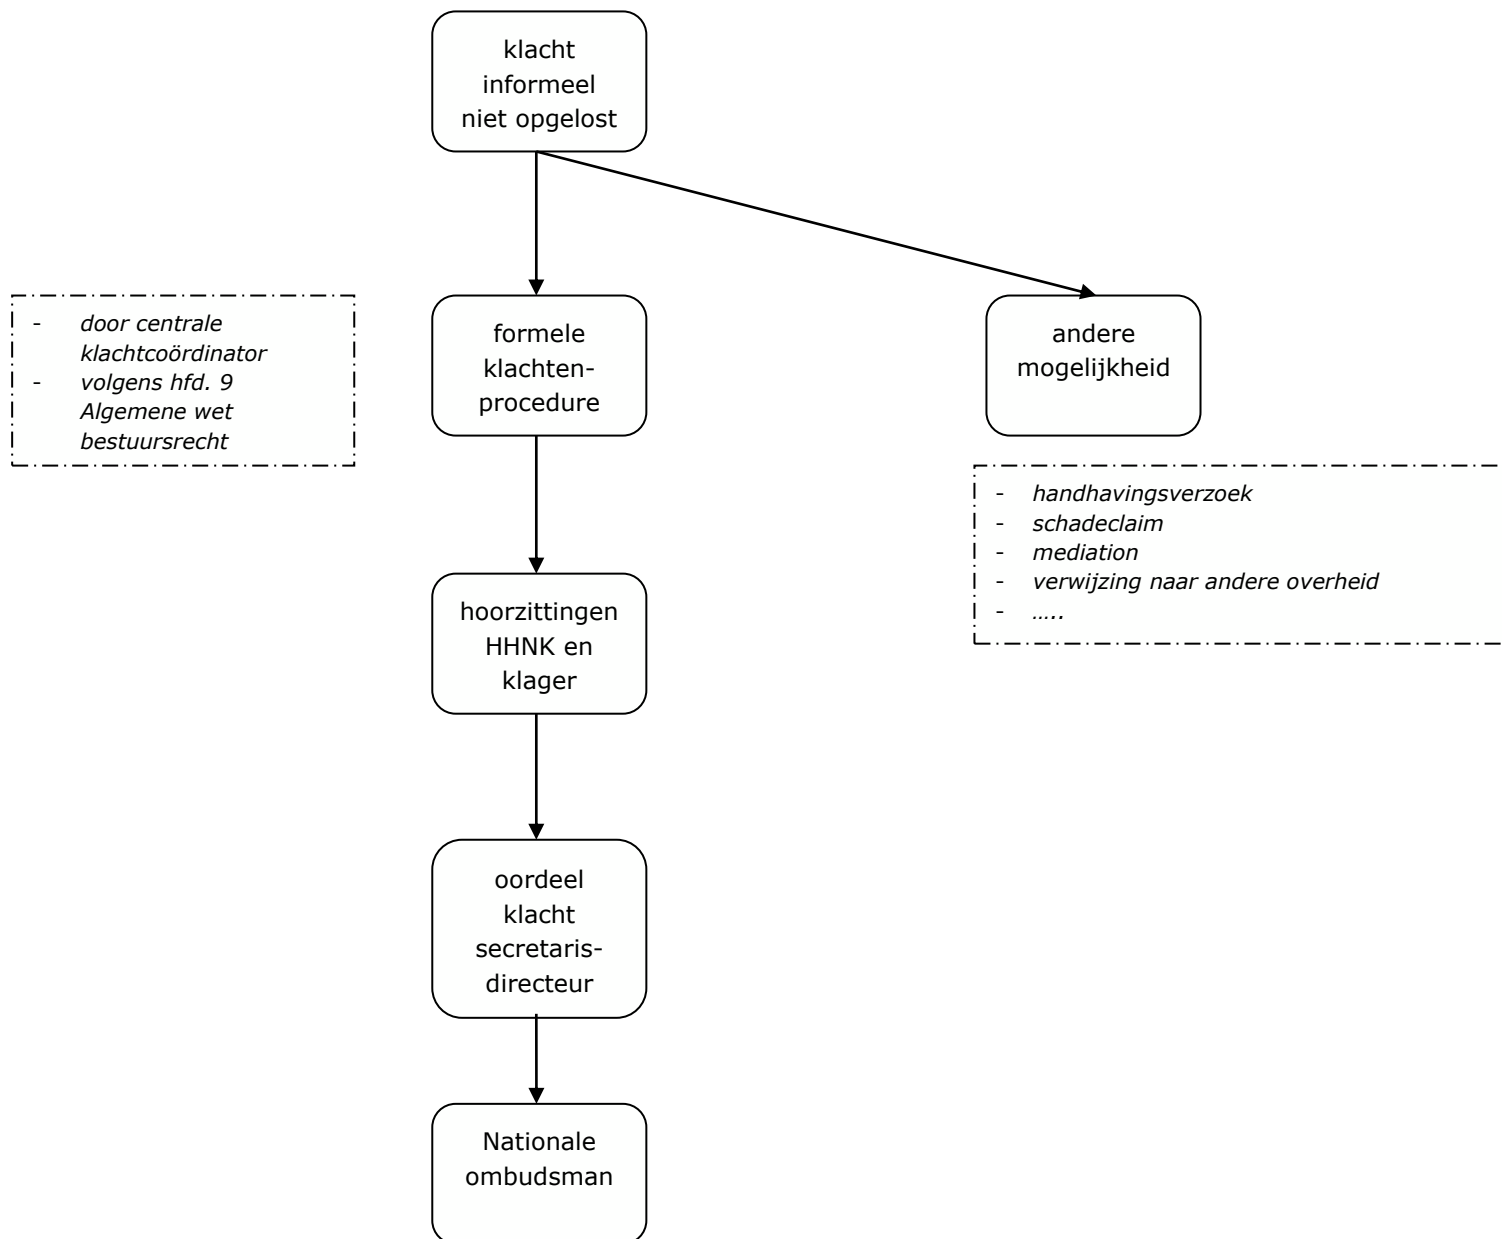 klacht
informeel
niet opgelost
- door centrale
klachtcoördinator
- volgens hfd. 9
Algemene wet
bestuursrecht
formele
klachten-
procedure
andere
mogelijkheid
- handhavingsverzoek
- schadeclaim
- mediation
- verwijzing naar andere overheid
- …..
hoorzittingen
HHNK en
klager
oordeel
klacht
secretaris-
directeur
Nationale
ombudsman